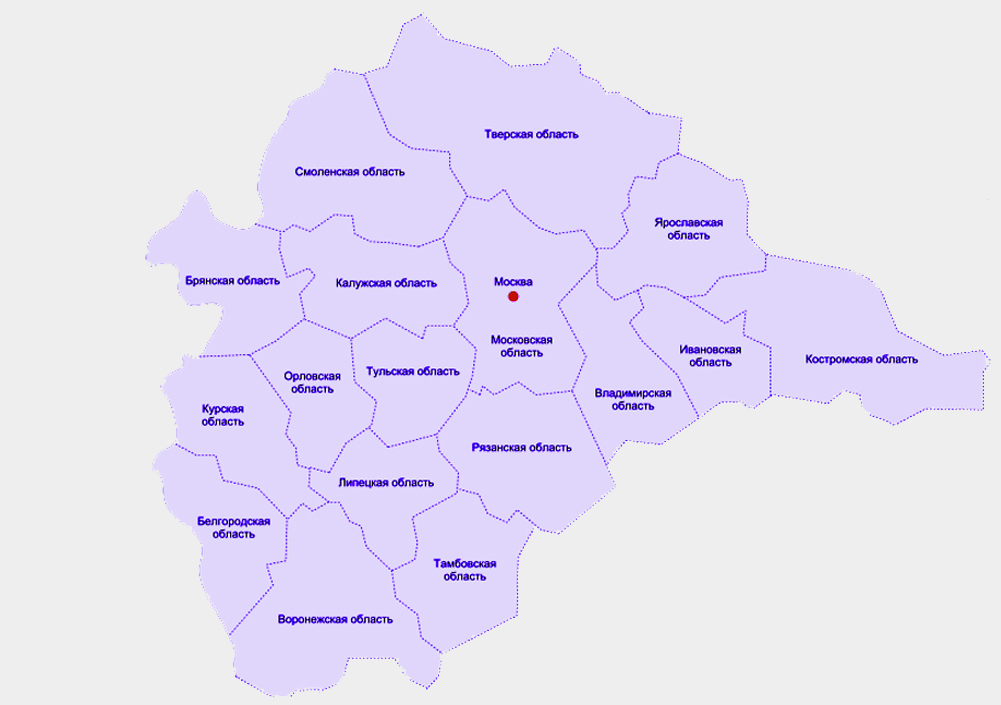 Тверская область
Смоленская область
Ярославская
область
Брянская область
Калужская область
Москва
Московская
область
Ивановская
область
Костромская область
Орловская
область
Тульская область
Владимирская
область
Курская
область
Рязанская область
Липецкая область
Белгородская
область
Тамбовская
область
Воронежская область